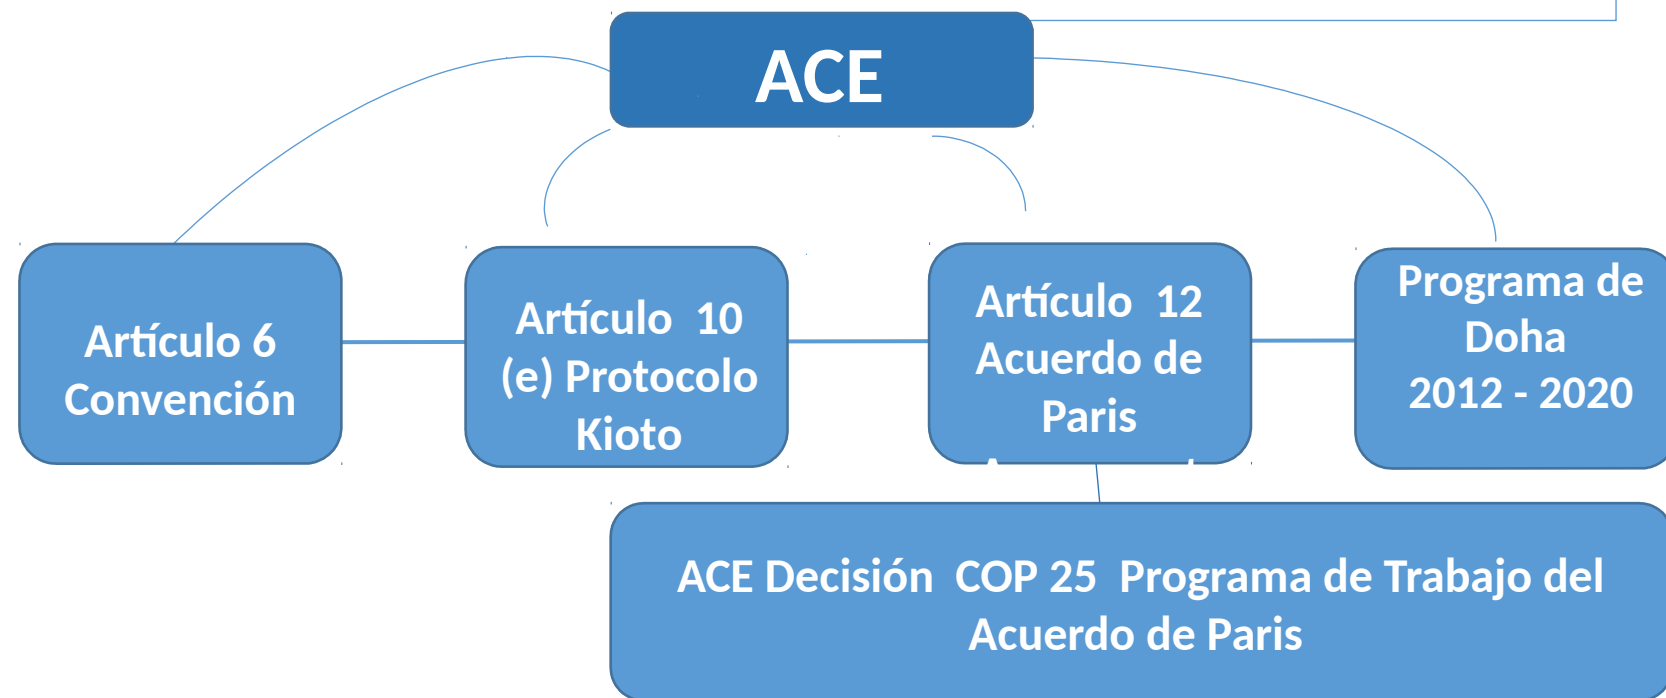 ACE
Artículo 6
Convención
Artículo 10
(e) Protocolo
Kioto
Artículo 12
Acuerdo de
Paris
Programa de
Doha
2012 - 2020
ACE Decisión COP 25 Programa de Trabajo del
Acuerdo de Paris